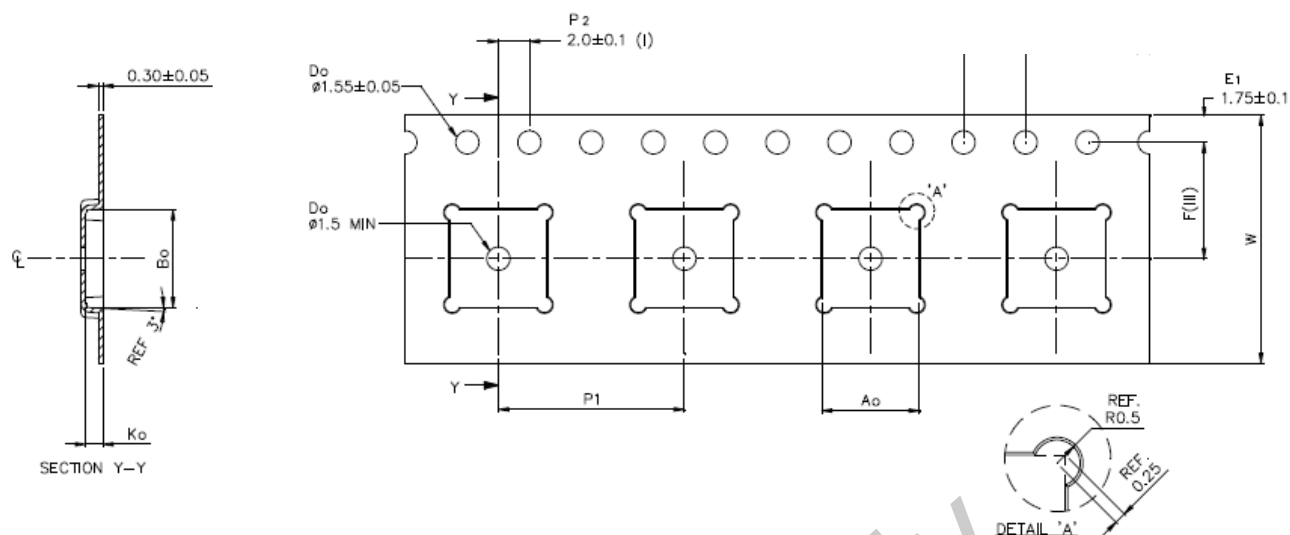 P2
2.0±0.1 (I)
0.30±0.05
Do
ø1.55±0.05
Y
E1
1.75±0.1
'A'
Do
ø1.5 MIN
F(III)
W
℄
Bo
REF 3°
Y
P1
Ao
Ko
SECTION Y-Y
REF.
R0.5
REF.
0.25
DETAIL 'A'